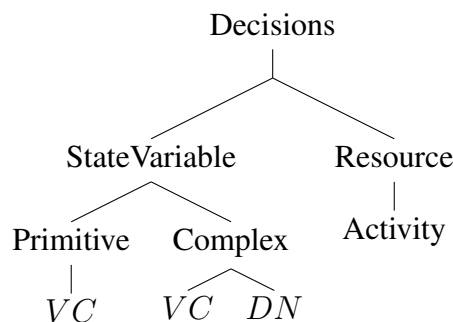 Decisions
StateVariable Resource
Primitive Complex Activity
VC VC DN